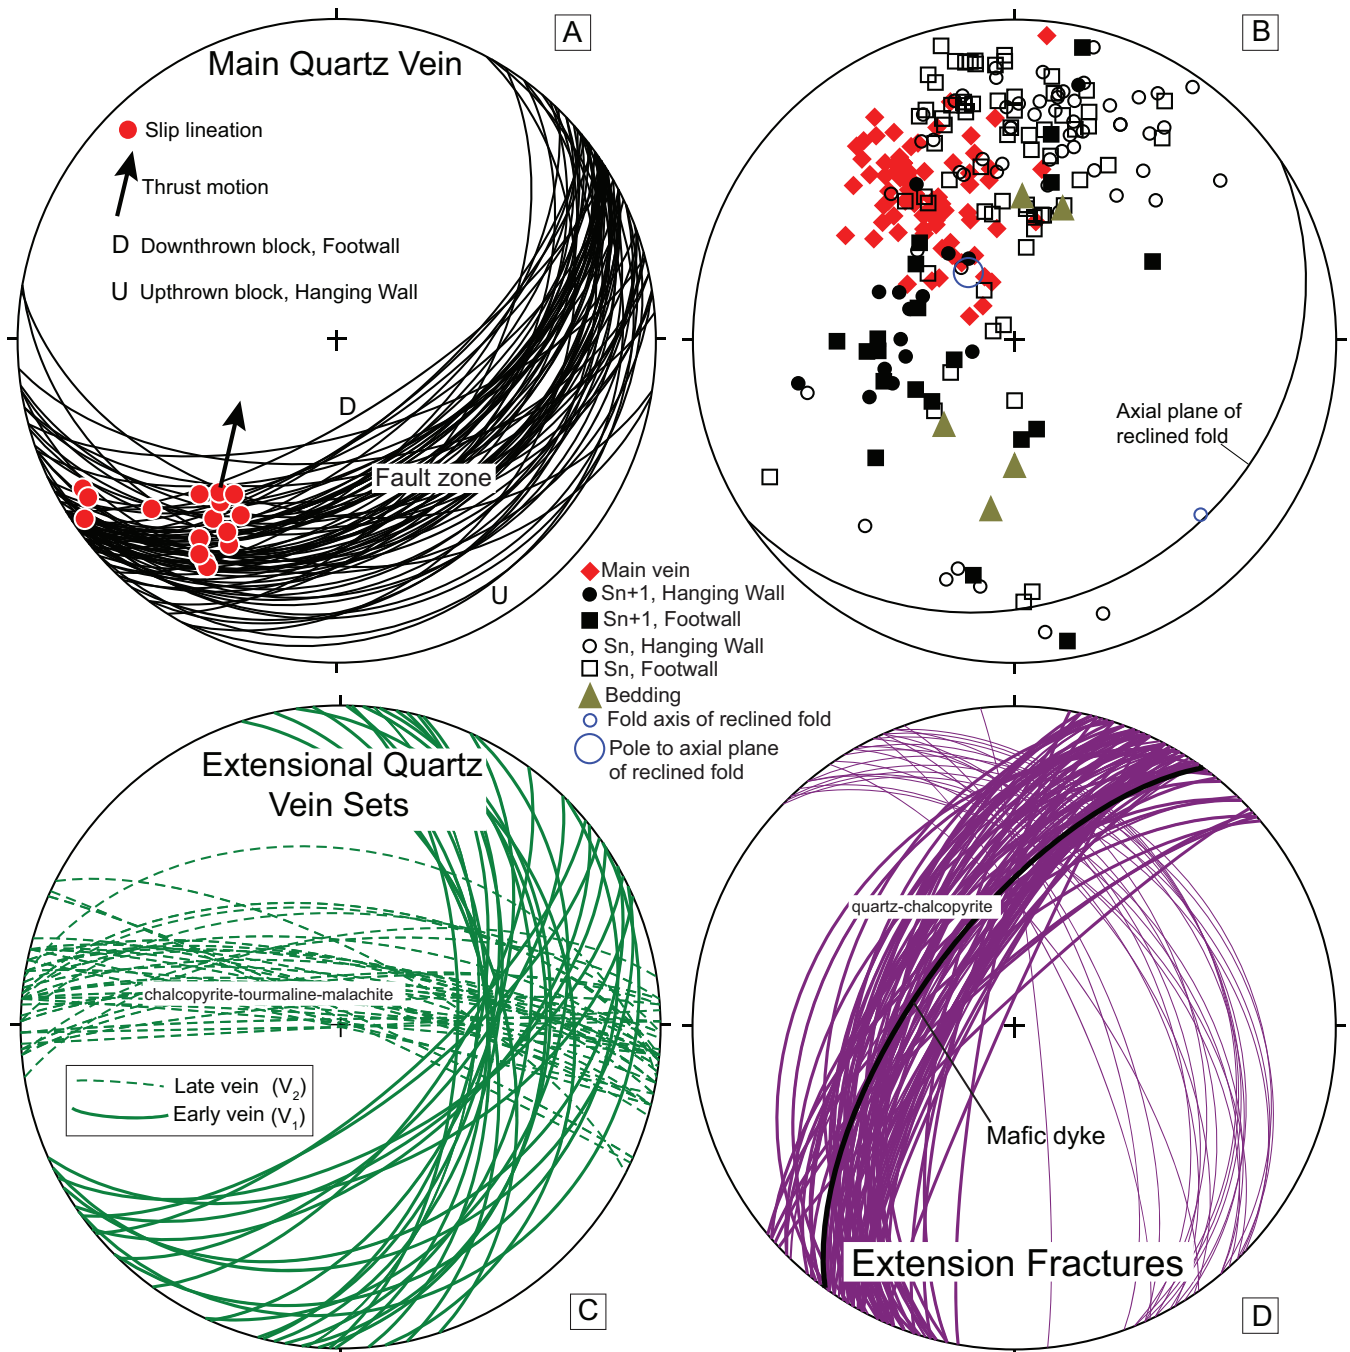 A
Main Quartz Vein
Slip lineation
Thrust motion
D Downthrown block, Footwall
U Upthrown block, Hanging Wall
D
Fault zone
U
B
Axial plane of
reclined fold
Main vein
Sn+1, Hanging Wall
Sn+1, Footwall
Sn, Hanging Wall
Sn, Footwall
Bedding
Fold axis of reclined fold
Pole to axial plane
of reclined fold
Extensional Quartz
Vein Sets
chalcopyrite-tourmaline-malachite
Late vein (V2)
Early vein (V1)
C
quartz-chalcopyrite
Mafic dyke
Extension Fractures
D